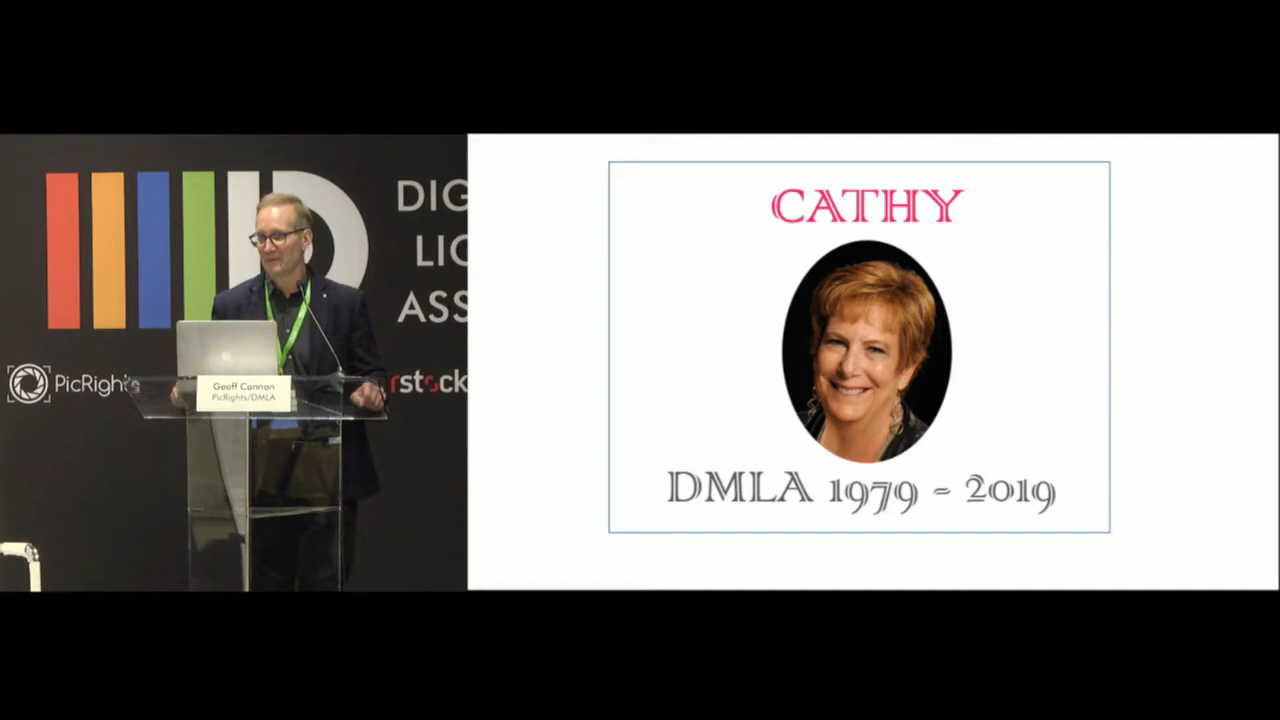 DIG
LIC
ASS
PicRights
rstock
Geoff Cannon
PicRights/DMLA
CATHY
DMLA 1979 - 2019